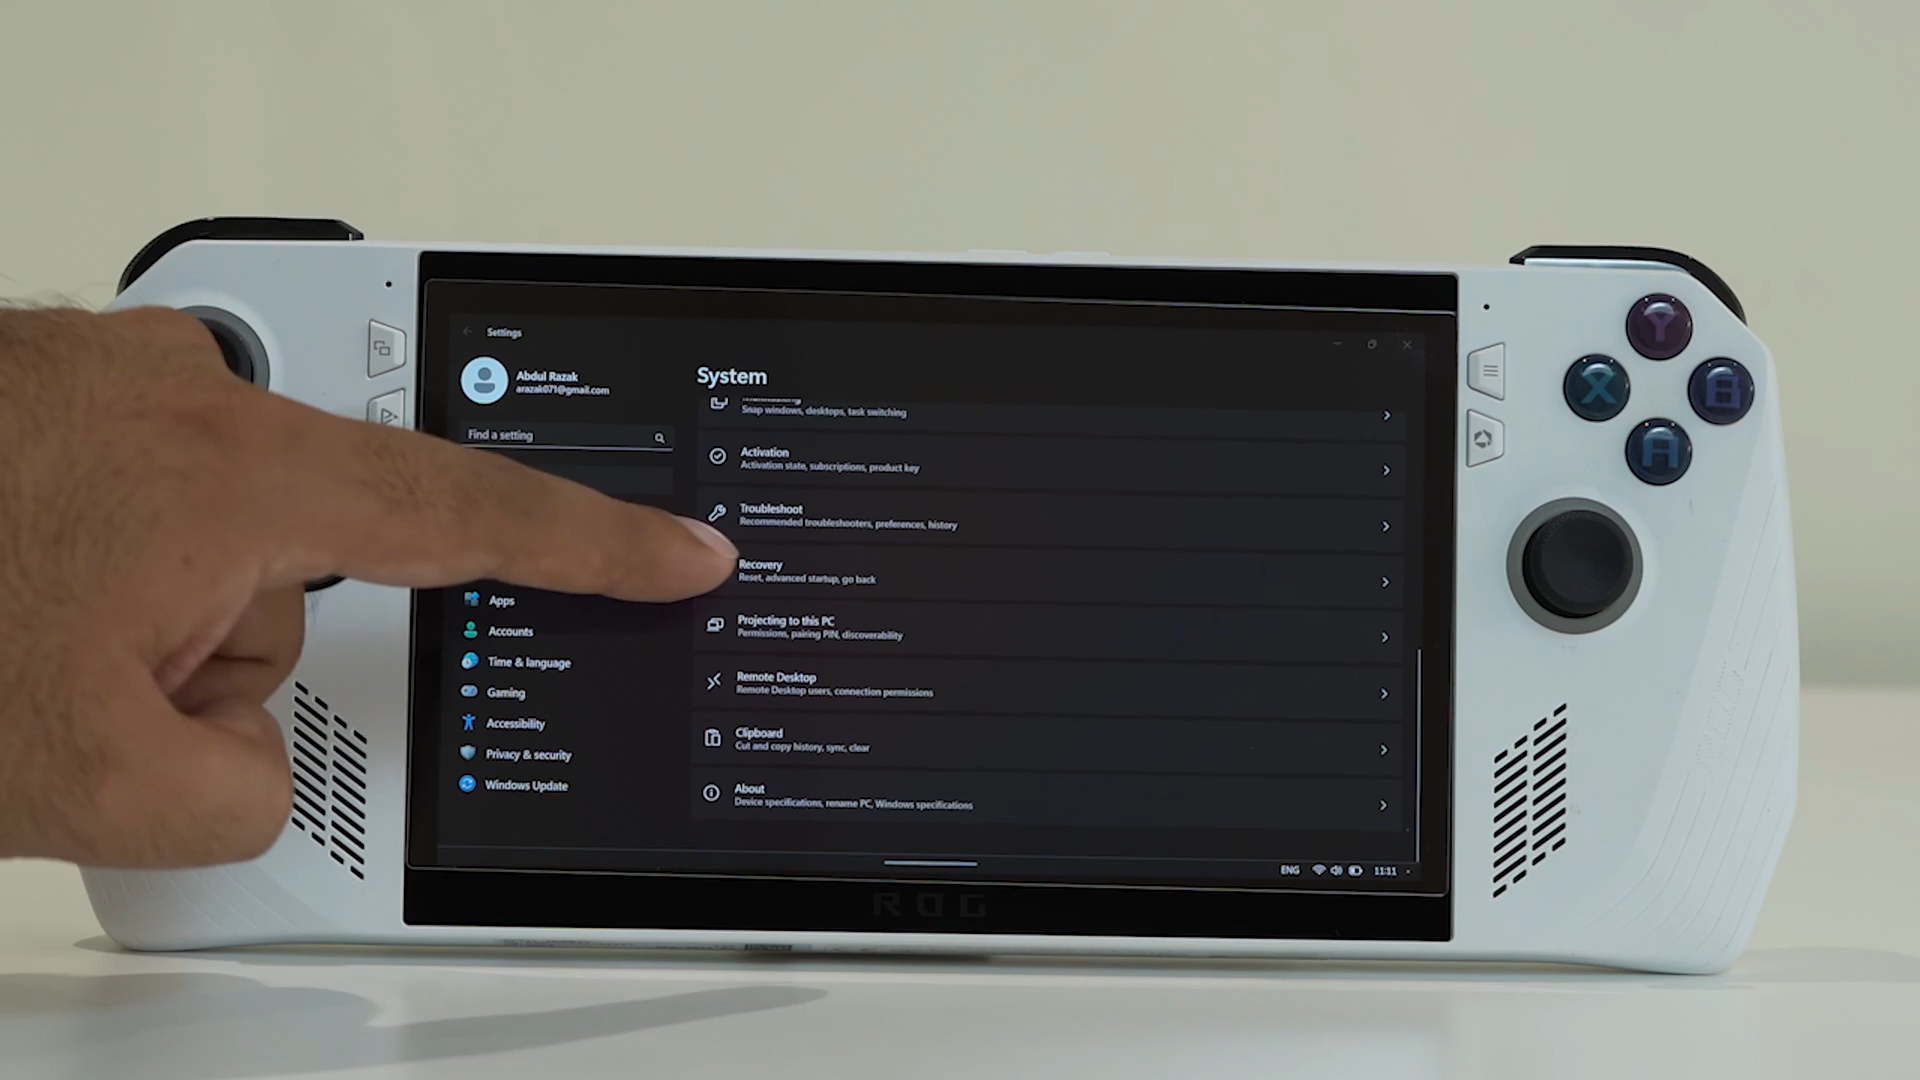 Settings
Abdul Razak
arazak071@gmail.com
Find a setting
Apps
Accounts
Time & language
Gaming
Accessibility
Privacy & security
Windows Update
System
Snap windows, desktops, task switching
Activation
Activation state, subscriptions, product key
Troubleshoot
Recommended troubleshooters, preferences, history
Recovery
Reset, advanced startup, go back
Projecting to this PC
Permissions, pairing PIN, discoverability
Remote Desktop
Remote Desktop users, connection permissions
Clipboard
Cut and copy history, sync, clear
About
Device specifications, rename PC, Windows specifications
ENG
11:11
ROG
Y
X
B
A